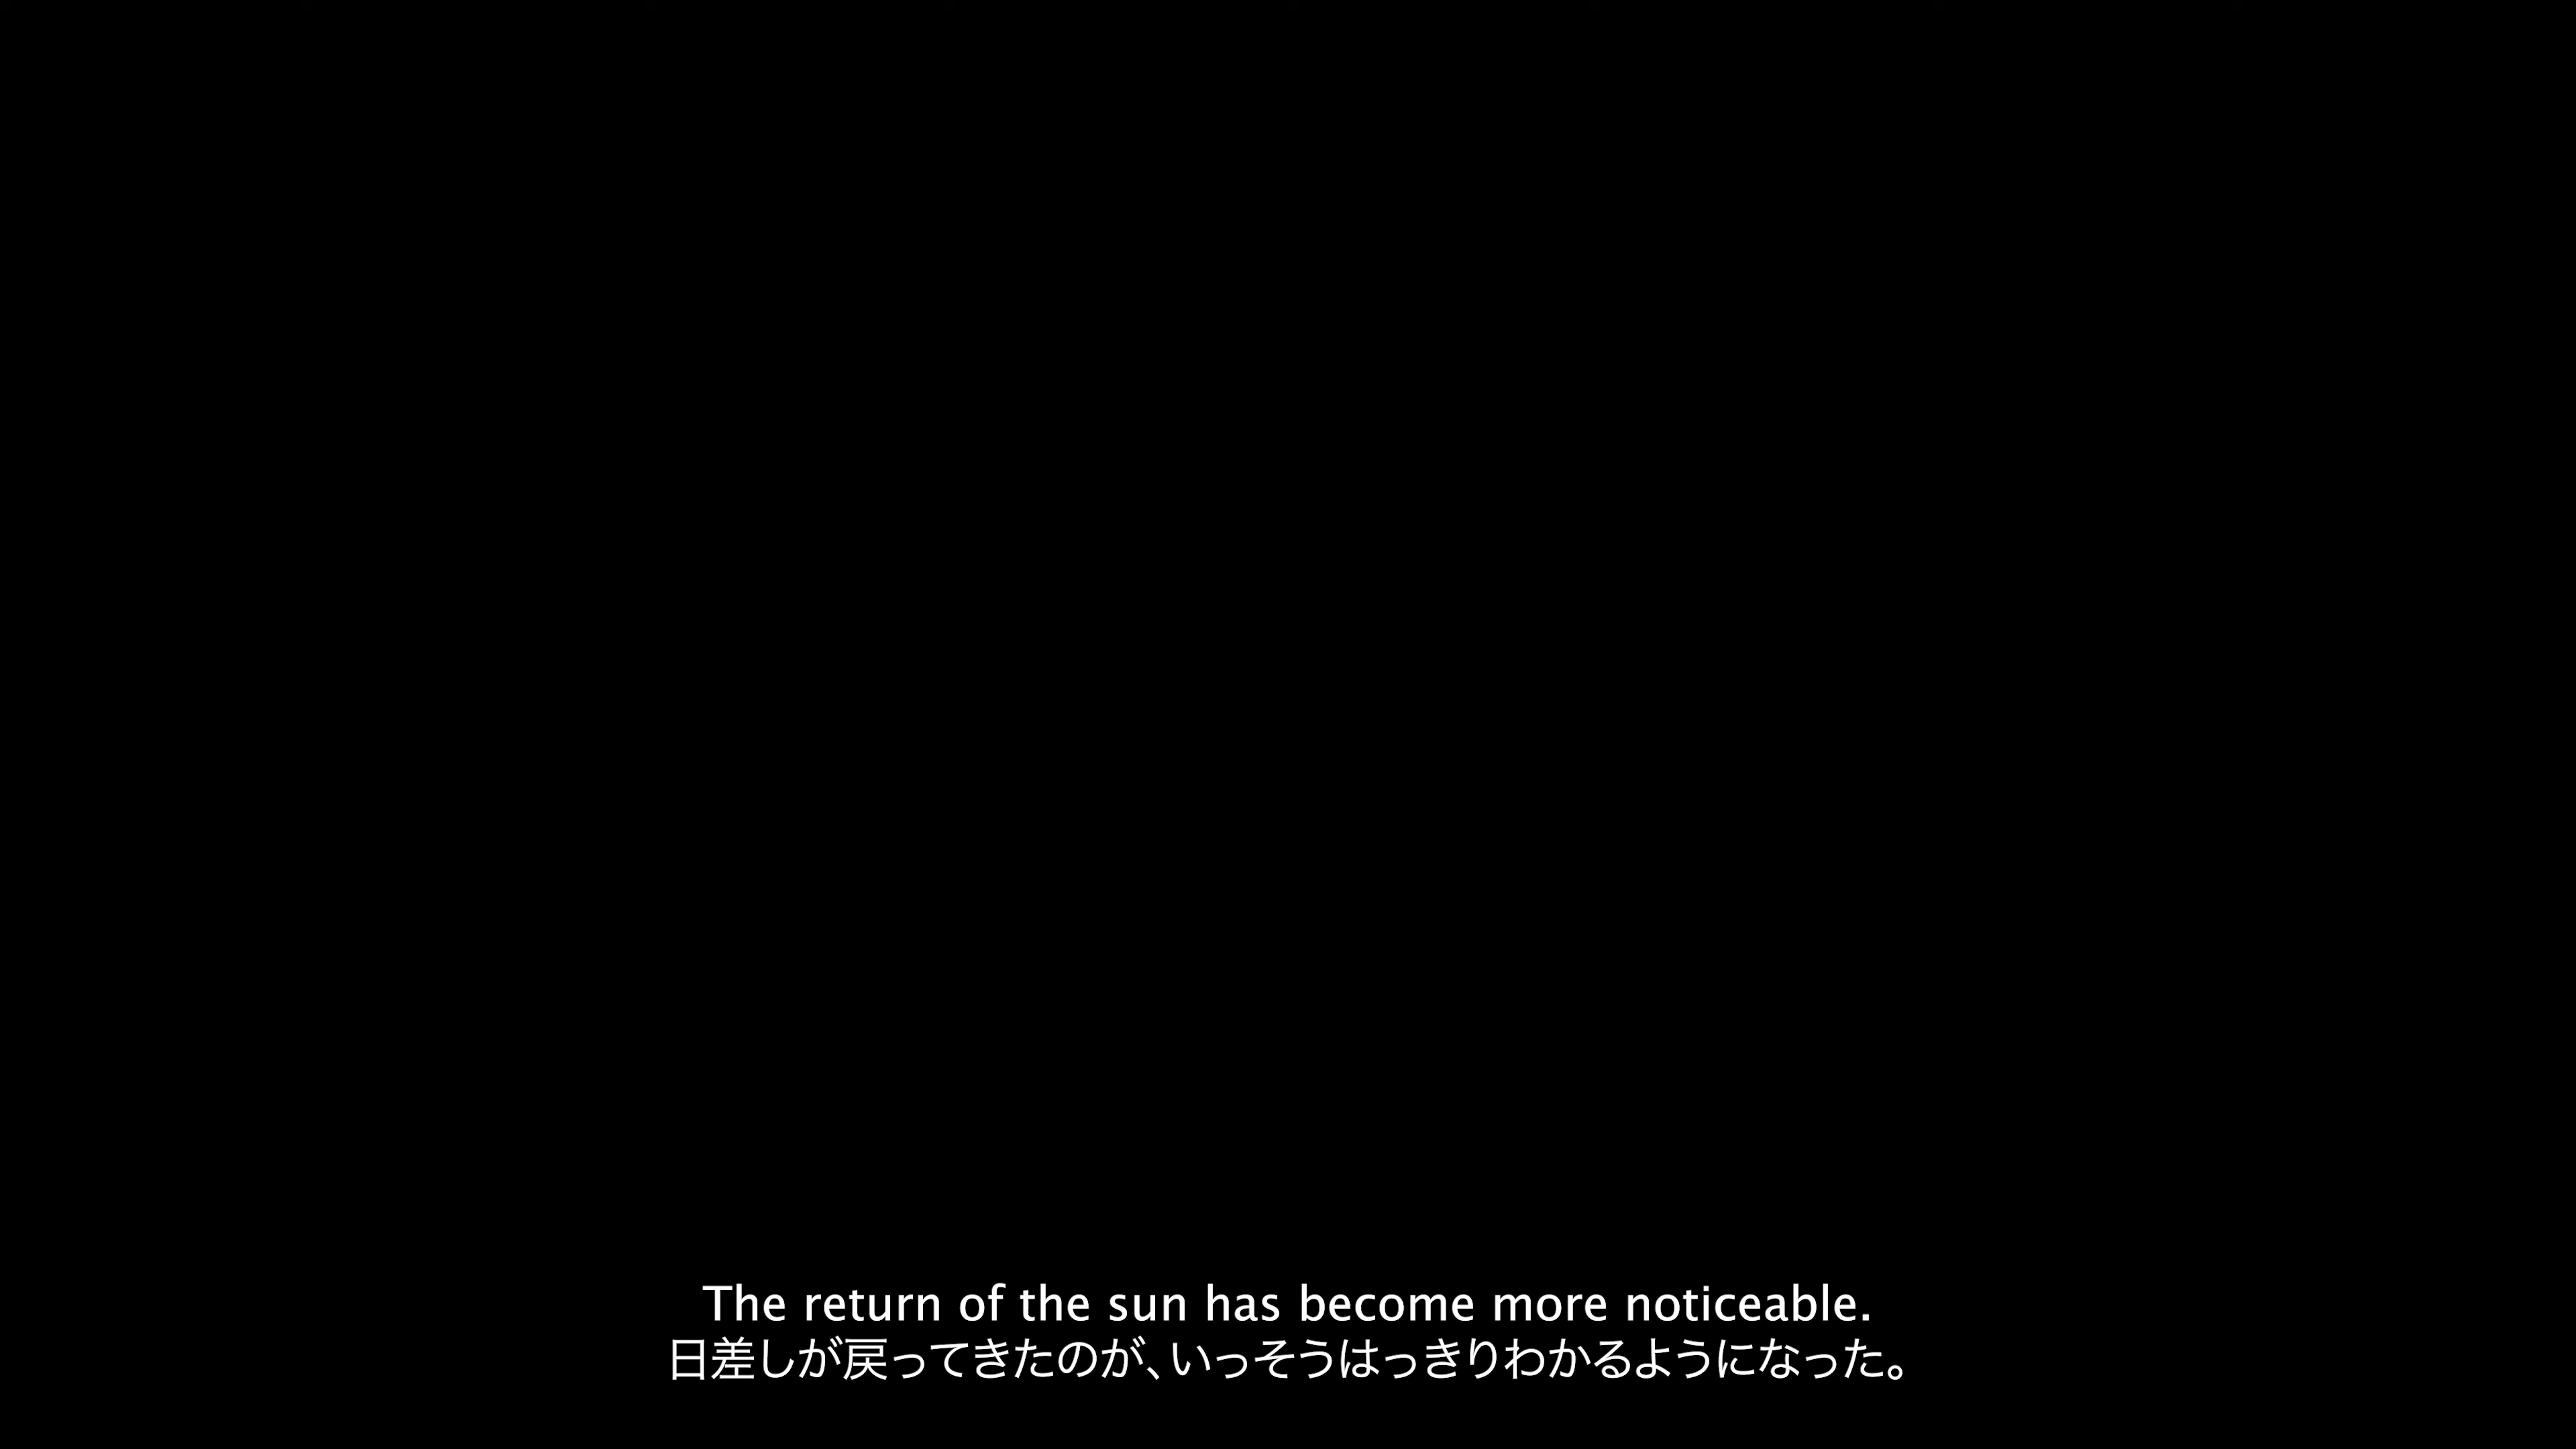 The return of the sun has become more noticeable.
日差しが戻ってきたのが、いっそうはっきりわかるようになった。